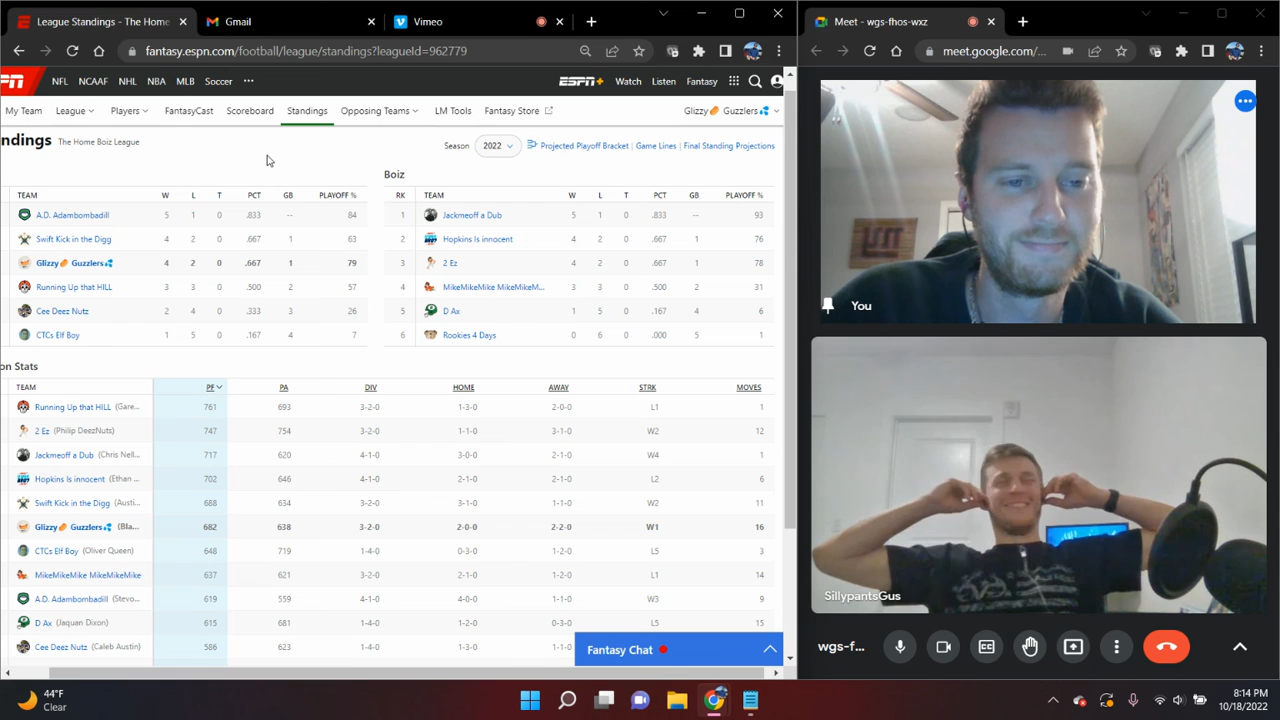 League Standings - The Home
Gmail
Vimeo
Meet - wgs-fhos-wxz
fantasy.espn.com/football/league/standings?leagueId=962779
meet.google.com/...
NFL NCAAF NHL NBA MLB Soccer
ESPN+ Watch Listen Fantasy
My Team League Players FantasyCast Scoreboard Standings Opposing Teams LM Tools Fantasy Store Glizzy Guzzlers
ndings The Home Boiz League
Season 2022 Projected Playoff Bracket | Game Lines | Final Standing Projections
Boiz
TEAM W L T PCT GB PLAYOFF % RK TEAM W L T PCT GB PLAYOFF %
A.D. Adambombadill 5 1 0 .833 -- 84 1 Jackmeoff a Dub 5 1 0 .833 -- 93
Swift Kick in the Digg 4 2 0 .667 1 63 2 Hopkins Is innocent 4 2 0 .667 1 76
Glizzy Guzzlers 4 2 0 .667 1 79 3 2 Ez 4 2 0 .667 1 78
Running Up that HILL 3 3 0 .500 2 57 4 MikeMikeMike MikeMikeM... 3 3 0 .500 2 31
Cee Deez Nutz 2 4 0 .333 3 26 5 D Ax 1 5 0 .167 4 6
CTCs Elf Boy 1 5 0 .167 4 7 6 Rookies 4 Days 0 6 0 .000 5 1
on Stats
TEAM PF PA DIV HOME AWAY STRK MOVES
Running Up that HILL (Gare... 761 693 3-2-0 1-3-0 2-0-0 L1 1
2 Ez (Philip DeezNuts) 747 754 3-2-0 1-1-0 3-1-0 W2 12
Jackmeoff a Dub (Chris Nell... 717 620 4-1-0 3-0-0 2-1-0 W4 1
Hopkins Is innocent (Ethan ... 702 646 4-1-0 2-1-0 2-1-0 L2 6
Swift Kick in the Digg (Austi... 688 634 3-2-0 3-1-0 1-1-0 W2 11
Glizzy Guzzlers (Bla... 682 638 3-2-0 2-0-0 2-2-0 W1 16
CTCs Elf Boy (Oliver Queen) 648 719 1-4-0 0-3-0 1-2-0 L5 3
MikeMikeMike MikeMikeMike 637 621 3-2-0 2-1-0 1-2-0 L1 14
A.D. Adambombadill (Stevo... 619 559 4-1-0 4-0-0 1-1-0 W3 9
D Ax (Jaquan Dixon) 615 681 1-4-0 1-2-0 0-3-0 L5 15
Cee Deez Nutz (Caleb Austin) 586 623 1-4-0 1-3-0 1-1-0
Fantasy Chat
You
SillypantsGus
wgs-f...
44°F
Clear
8:14 PM
10/18/2022